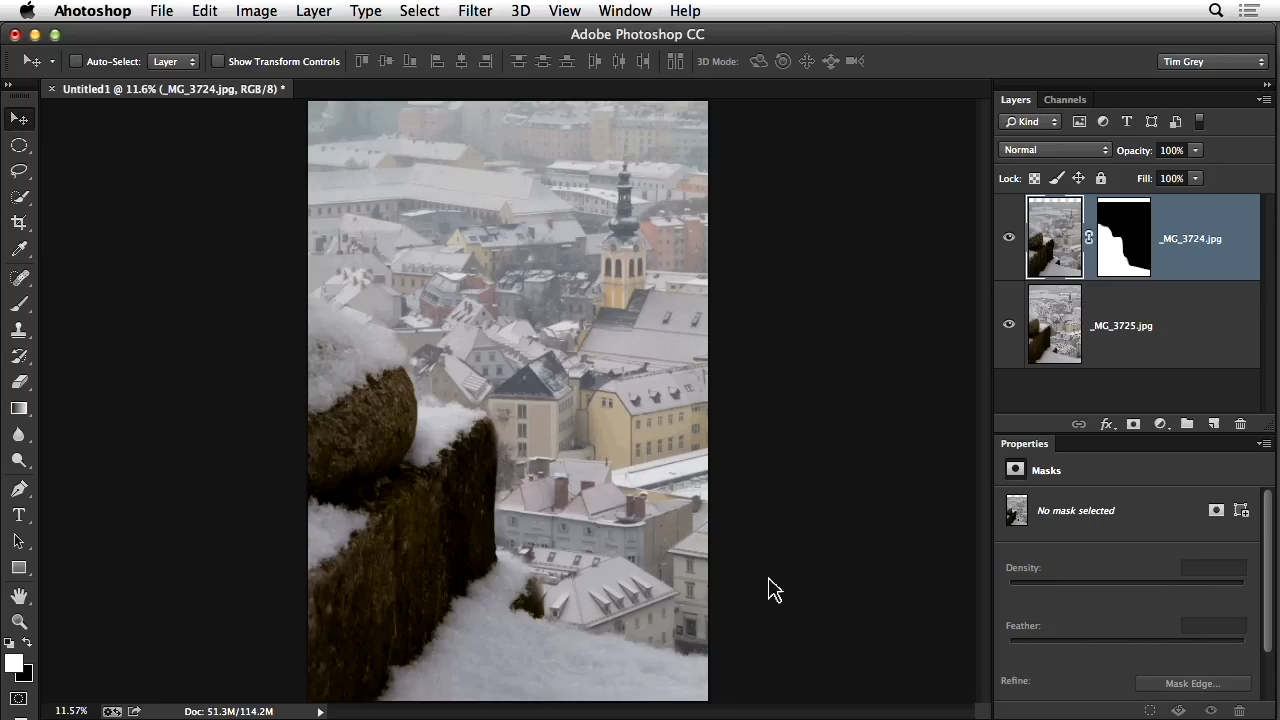 Ahotoshop File Edit Image Layer Type Select Filter 3D View Window Help
Adobe Photoshop CC
Auto-Select: Layer Show Transform Controls 3D Mode: Tim Grey
Untitled1 @ 11.6% (_MG_3724.jpg, RGB/8) *
Layers Channels
Kind
Normal Opacity: 100%
Lock: Fill: 100%
_MG_3724.jpg
_MG_3725.jpg
fx
Properties
Masks
No mask selected
Density:
Feather:
Refine: Mask Edge...
11.57% Doc: 51.3M/114.2M